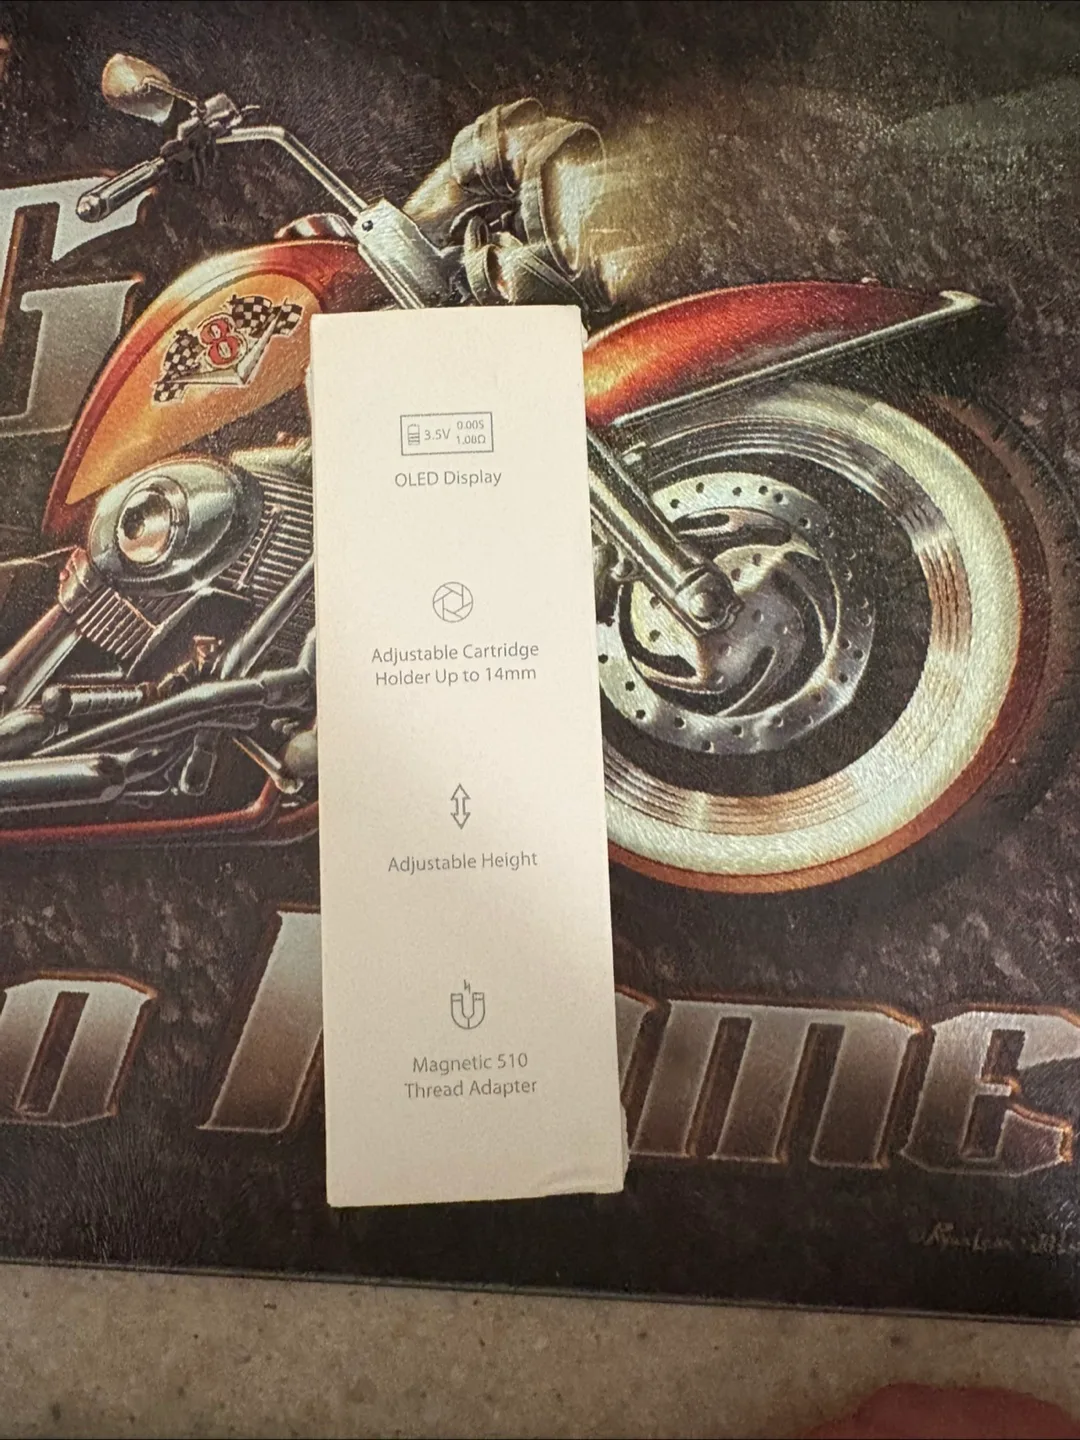 8
3.5V
0.00S
1.00Ω
OLED Display
Adjustable Cartridge
Holder Up to 14mm
Adjustable Height
Magnetic 510
Thread Adapter